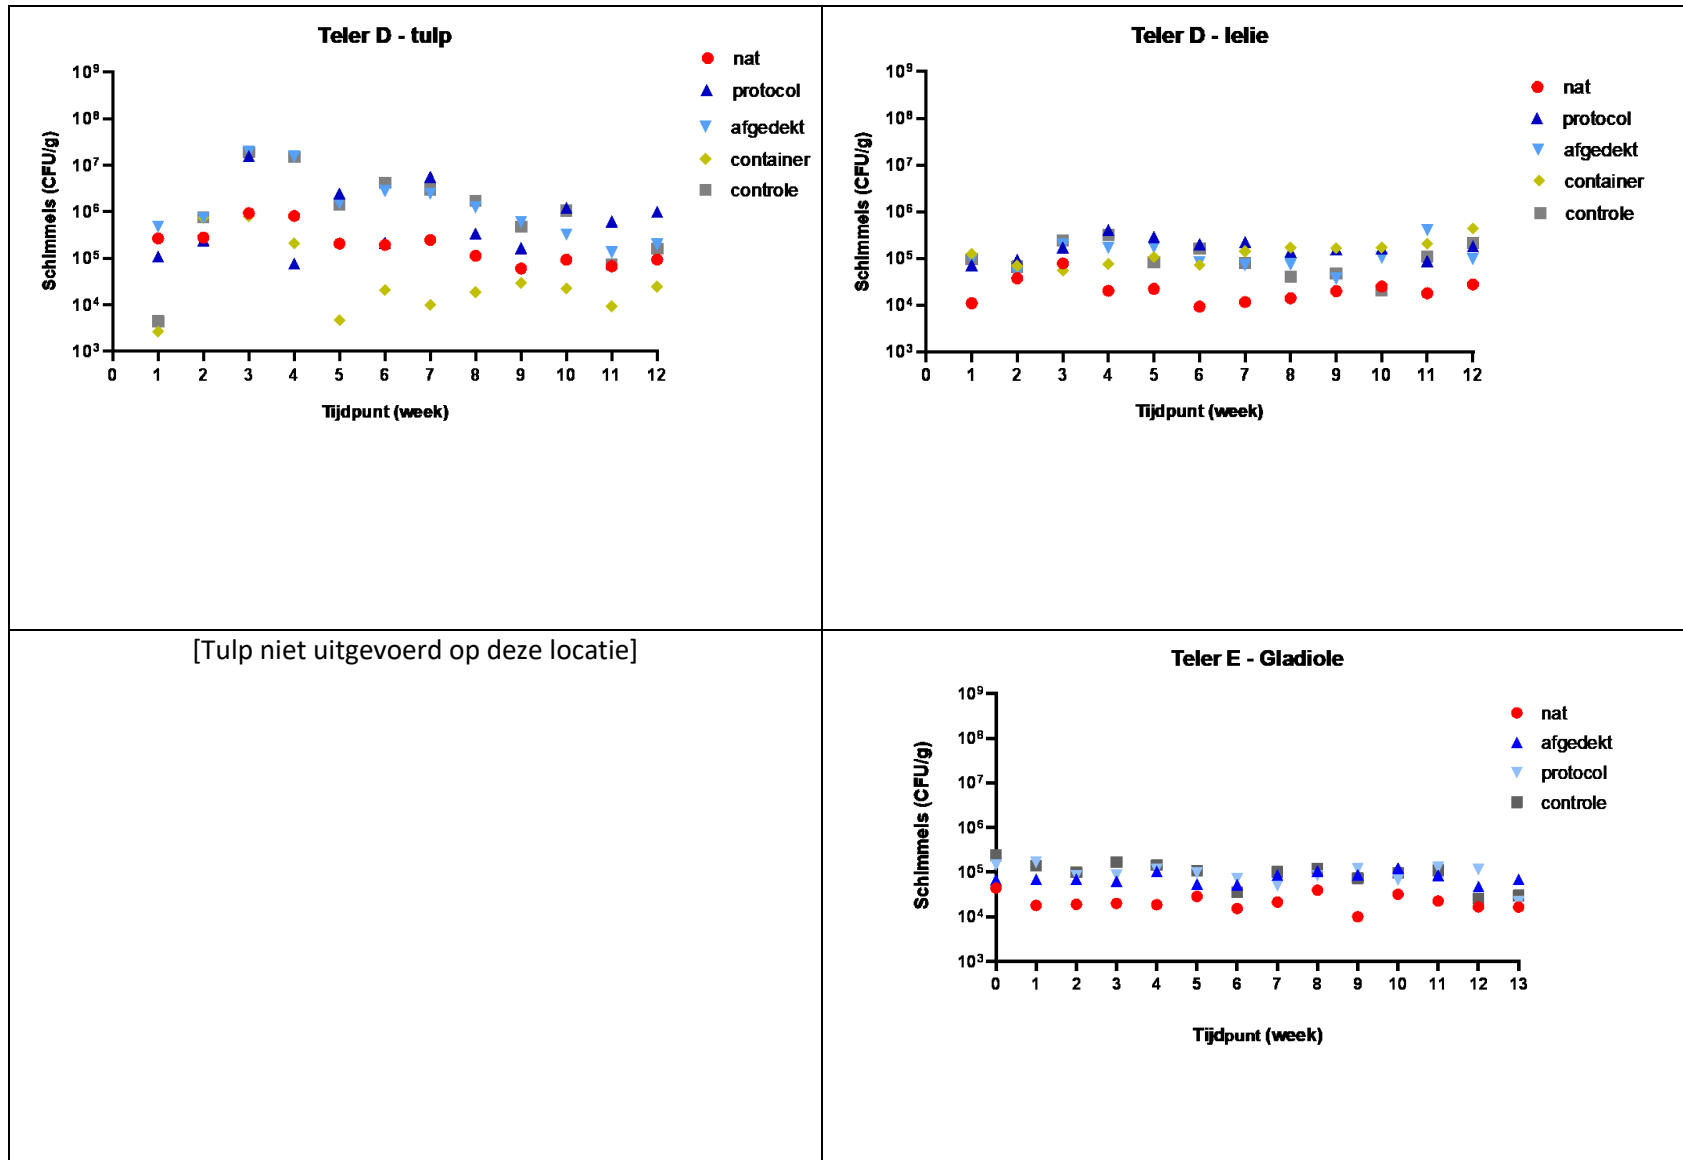 Teler D - tulp
Schimmels (CFU/g)
10⁹
10⁸
10⁷
10⁶
10⁵
10⁴
10³
0 1 2 3 4 5 6 7 8 9 10 11 12
Tijdpunt (week)
nat
protocol
afgedekt
container
controle
Teler D - lelie
Schimmels (CFU/g)
10⁹
10⁸
10⁷
10⁶
10⁵
10⁴
10³
0 1 2 3 4 5 6 7 8 9 10 11 12
Tijdpunt (week)
nat
protocol
afgedekt
container
controle
[Tulp niet uitgevoerd op deze locatie]
Teler E - Gladiole
Schimmels (CFU/g)
10⁹
10⁸
10⁷
10⁶
10⁵
10⁴
10³
0 1 2 3 4 5 6 7 8 9 10 11 12 13
Tijdpunt (week)
nat
afgedekt
protocol
controle